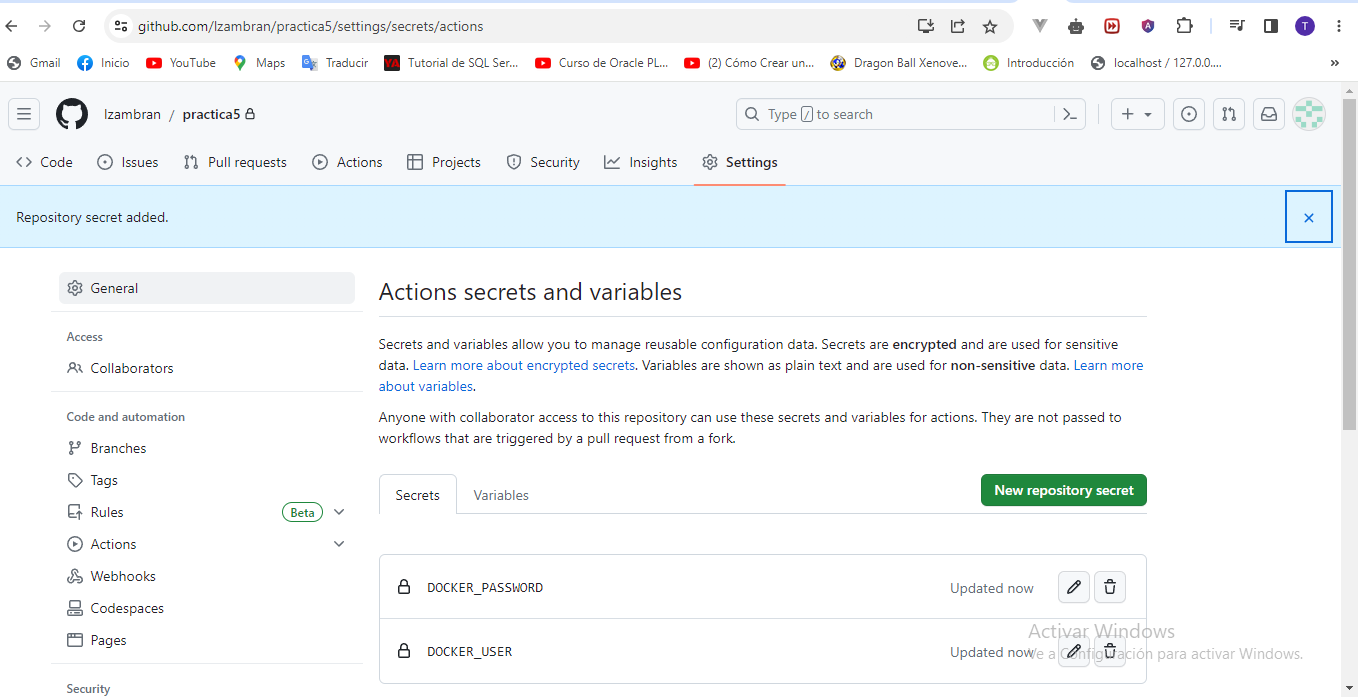 github.com/lzambran/practica5/settings/secrets/actions
T
Gmail Inicio YouTube Maps Traducir Tutorial de SQL Ser... Curso de Oracle PL... (2) Cómo Crear un... Dragon Ball Xenove... Introducción localhost / 127.0.0.... »
lzambran / practica5 Type / to search
Code Issues Pull requests Actions Projects Security Insights Settings
Repository secret added.
General
Access
Collaborators
Code and automation
Branches
Tags
Rules Beta
Actions
Webhooks
Codespaces
Pages
Security
Actions secrets and variables
Secrets and variables allow you to manage reusable configuration data. Secrets are encrypted and are used for sensitive
data. Learn more about encrypted secrets. Variables are shown as plain text and are used for non-sensitive data. Learn more
about variables.
Anyone with collaborator access to this repository can use these secrets and variables for actions. They are not passed to
workflows that are triggered by a pull request from a fork.
Secrets Variables New repository secret
DOCKER_PASSWORD Updated now
DOCKER_USER Updated now
Activar Windows
Ve a Configuración para activar Windows.